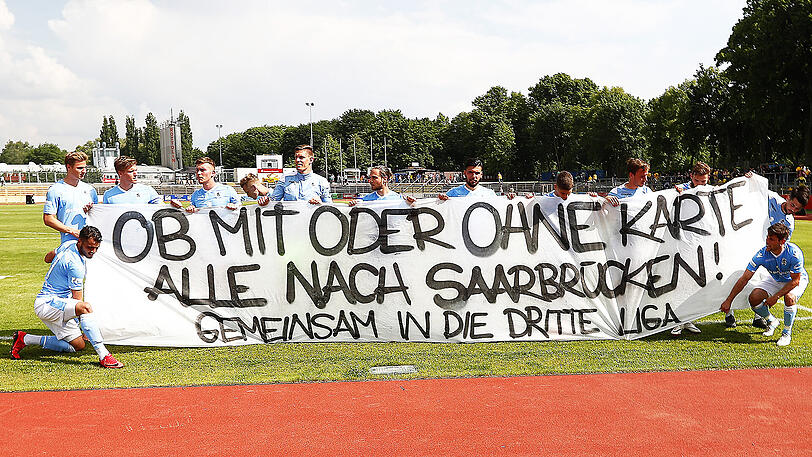 OB MIT ODER OHNE KARTE
ALLE NACH SAARBRÜCKEN!
GEMEINSAM IN DIE DRITTE LIGA